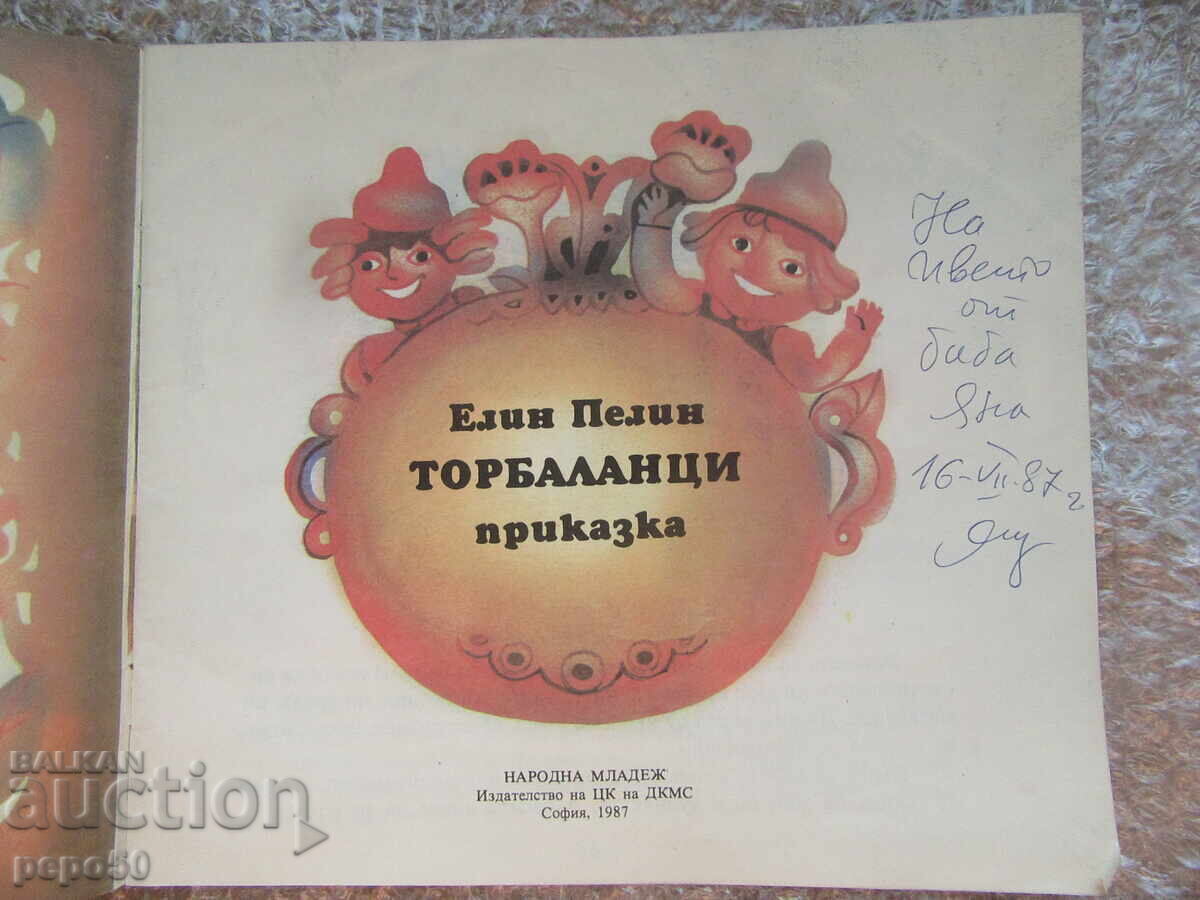 Елин Пелин
ТОРБАЛАНЦИ
приказка
На
Ивето
от
баба
Яна
16-VII.87 г
НАРОДНА МЛАДЕЖ
Издателство на ЦК на ДКМС
София, 1987
BALKAN
auction
pepo50